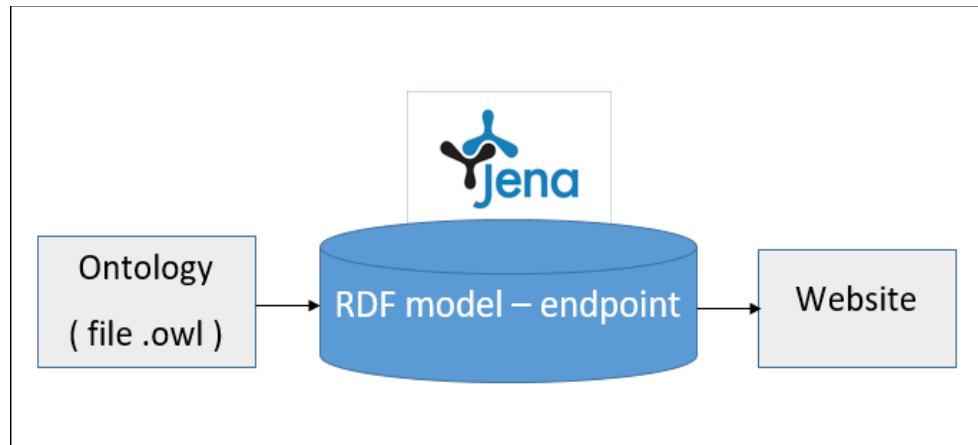 Jena
Ontology
( file .owl )
RDF model – endpoint
Website